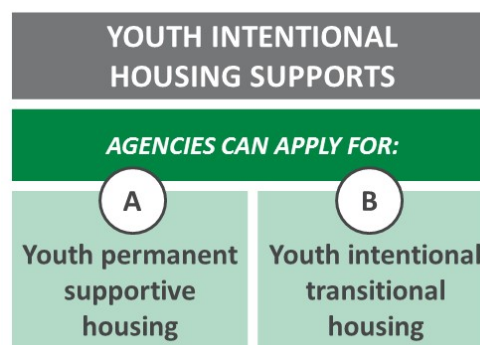 YOUTH INTENTIONAL
HOUSING SUPPORTS
AGENCIES CAN APPLY FOR:
A
Youth permanent
supportive
housing
B
Youth intentional
transitional
housing